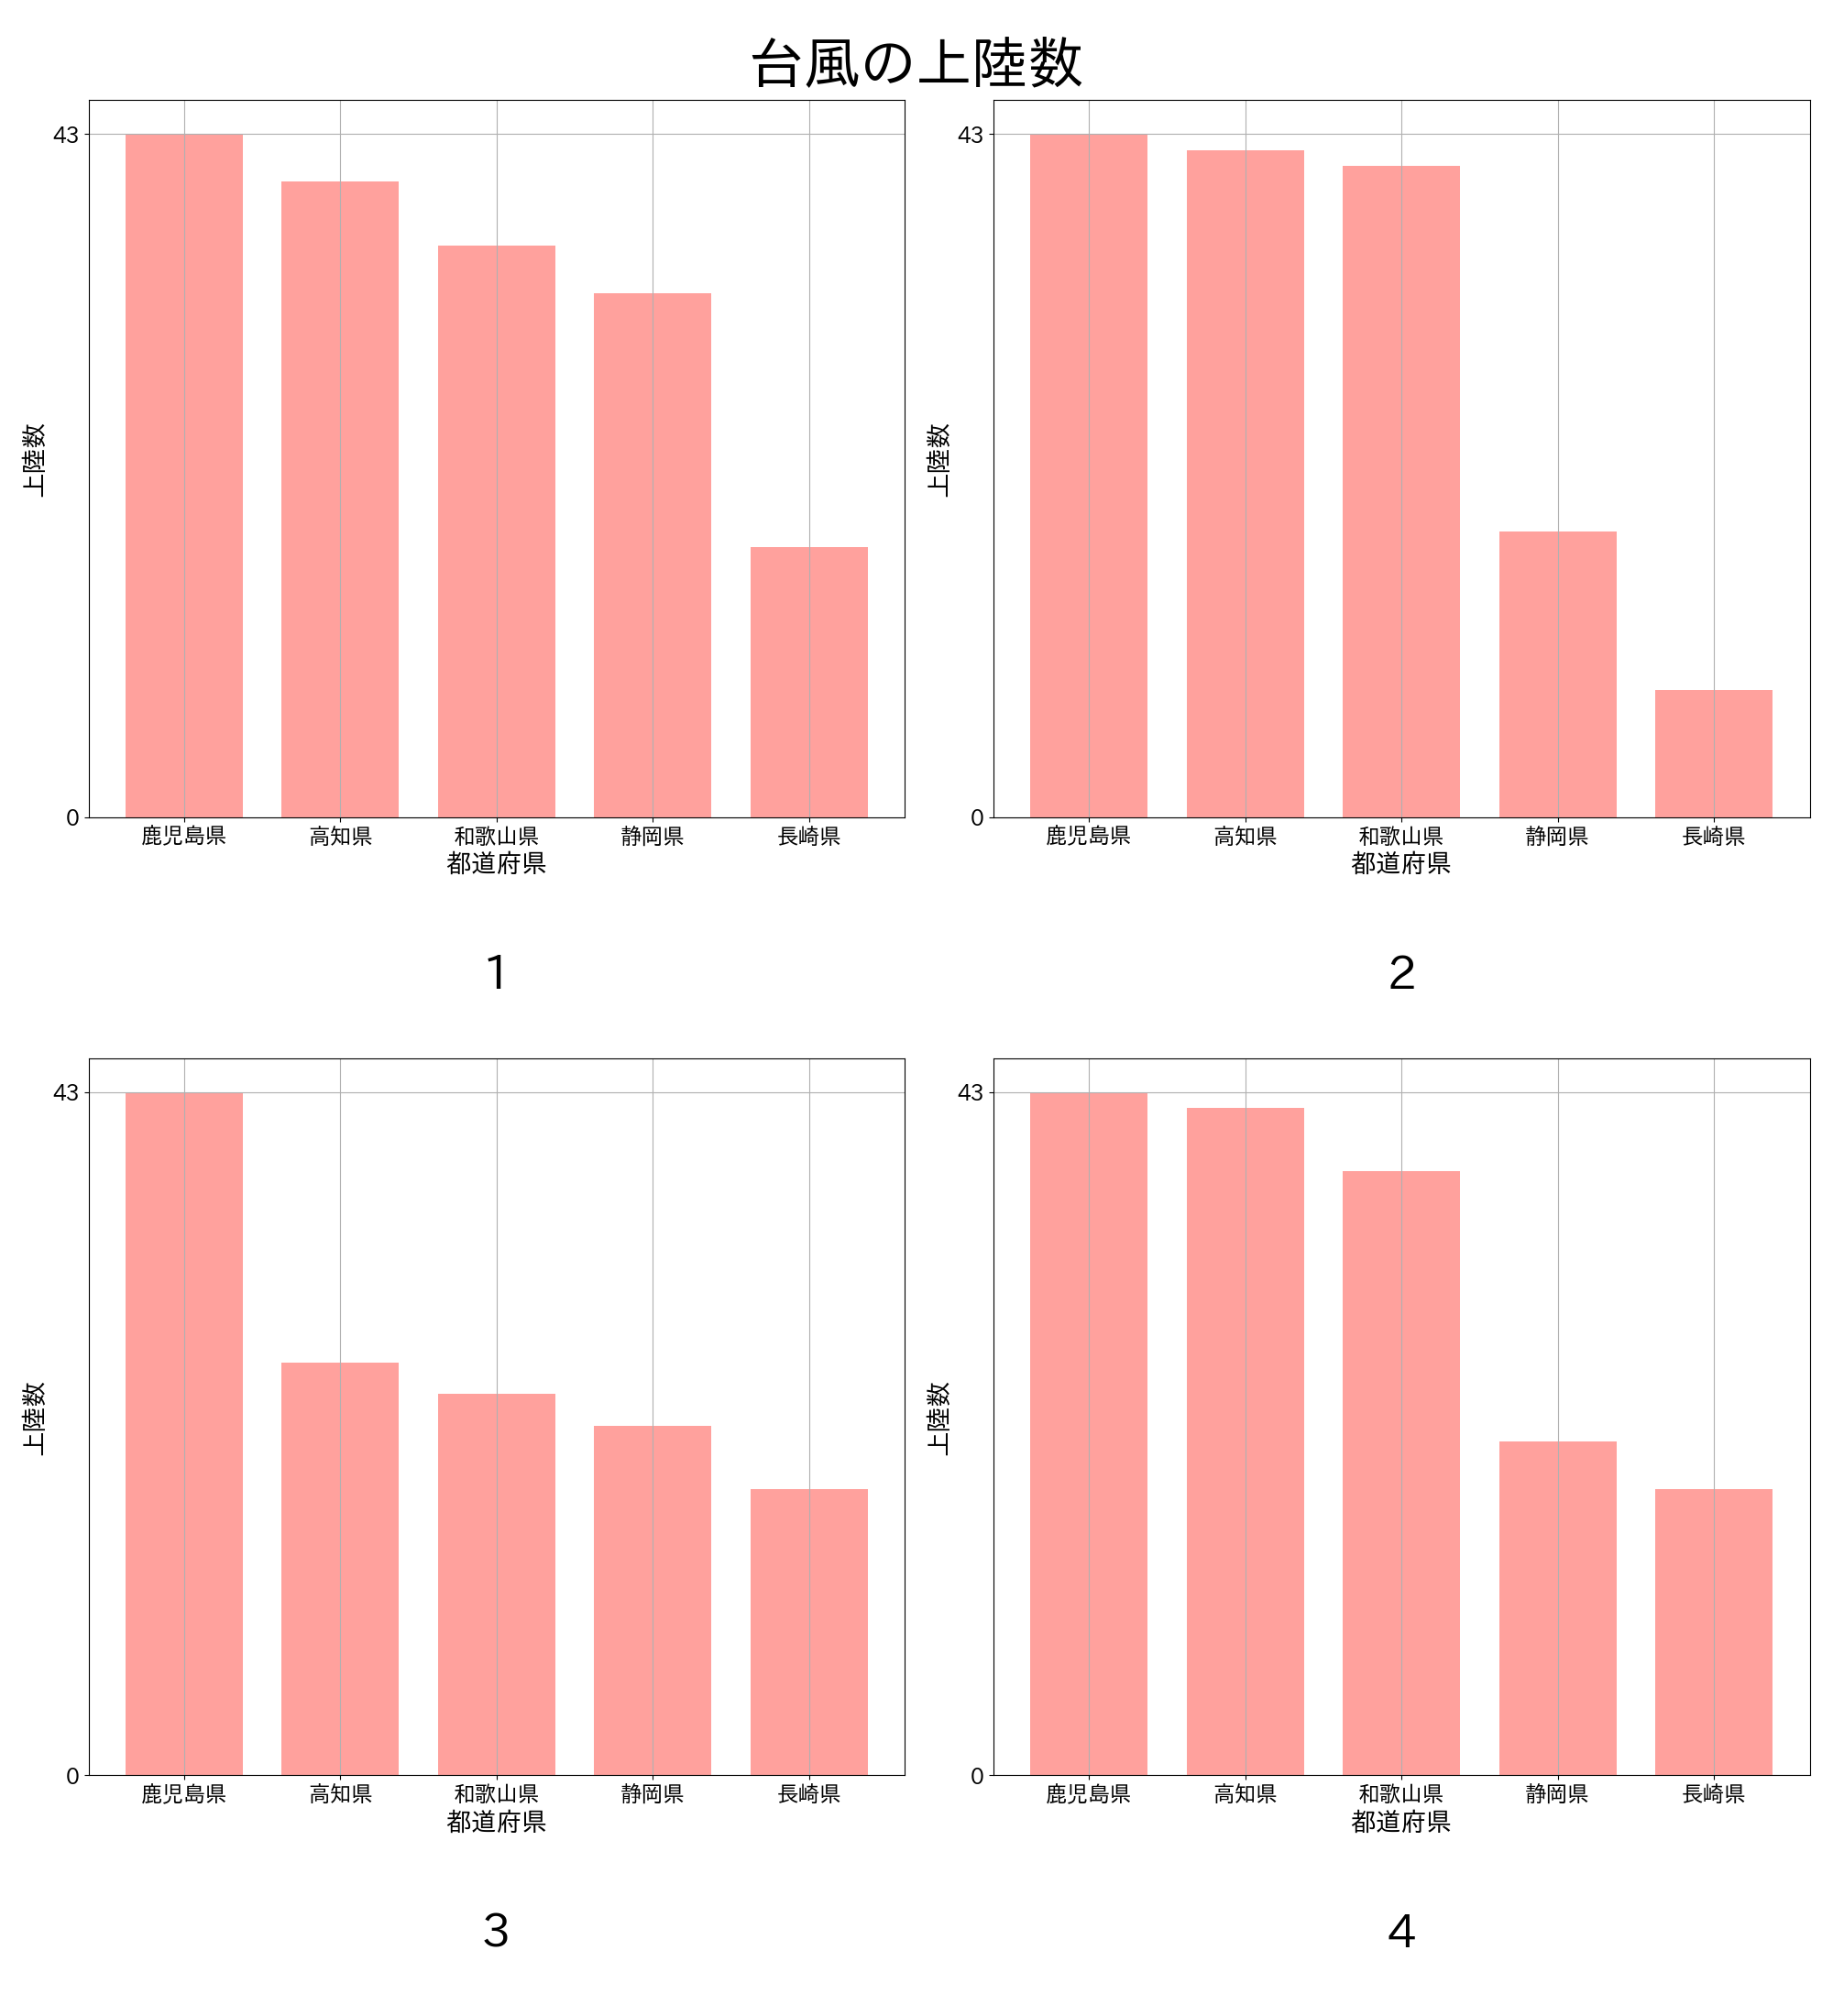 台風の上陸数
43
0
上陸数
鹿児島県 高知県 和歌山県 静岡県 長崎県
都道府県
1
43
0
上陸数
鹿児島県 高知県 和歌山県 静岡県 長崎県
都道府県
2
43
0
上陸数
鹿児島県 高知県 和歌山県 静岡県 長崎県
都道府県
3
43
0
上陸数
鹿児島県 高知県 和歌山県 静岡県 長崎県
都道府県
4